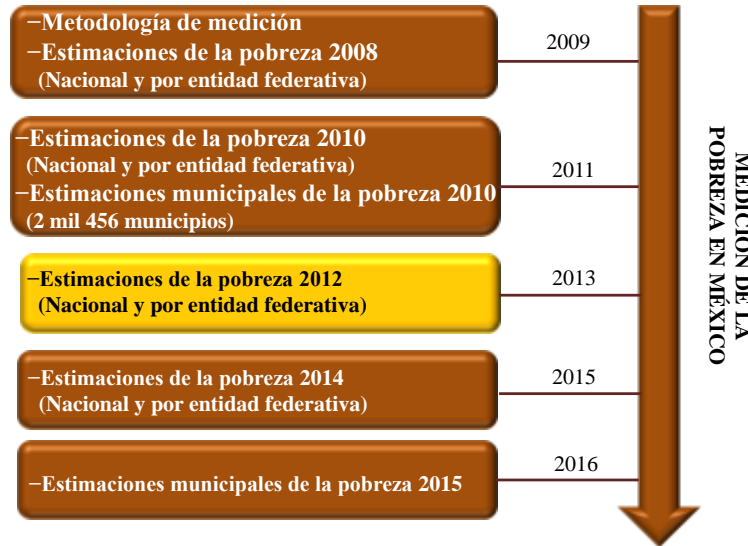 −Metodología de medición
−Estimaciones de la pobreza 2008
(Nacional y por entidad federativa)
2009
−Estimaciones de la pobreza 2010
(Nacional y por entidad federativa)
−Estimaciones municipales de la pobreza 2010
(2 mil 456 municipios)
2011
−Estimaciones de la pobreza 2012
(Nacional y por entidad federativa)
2013
−Estimaciones de la pobreza 2014
(Nacional y por entidad federativa)
2015
−Estimaciones municipales de la pobreza 2015
2016
MEDICIÓN DE LA
POBREZA EN MÉXICO